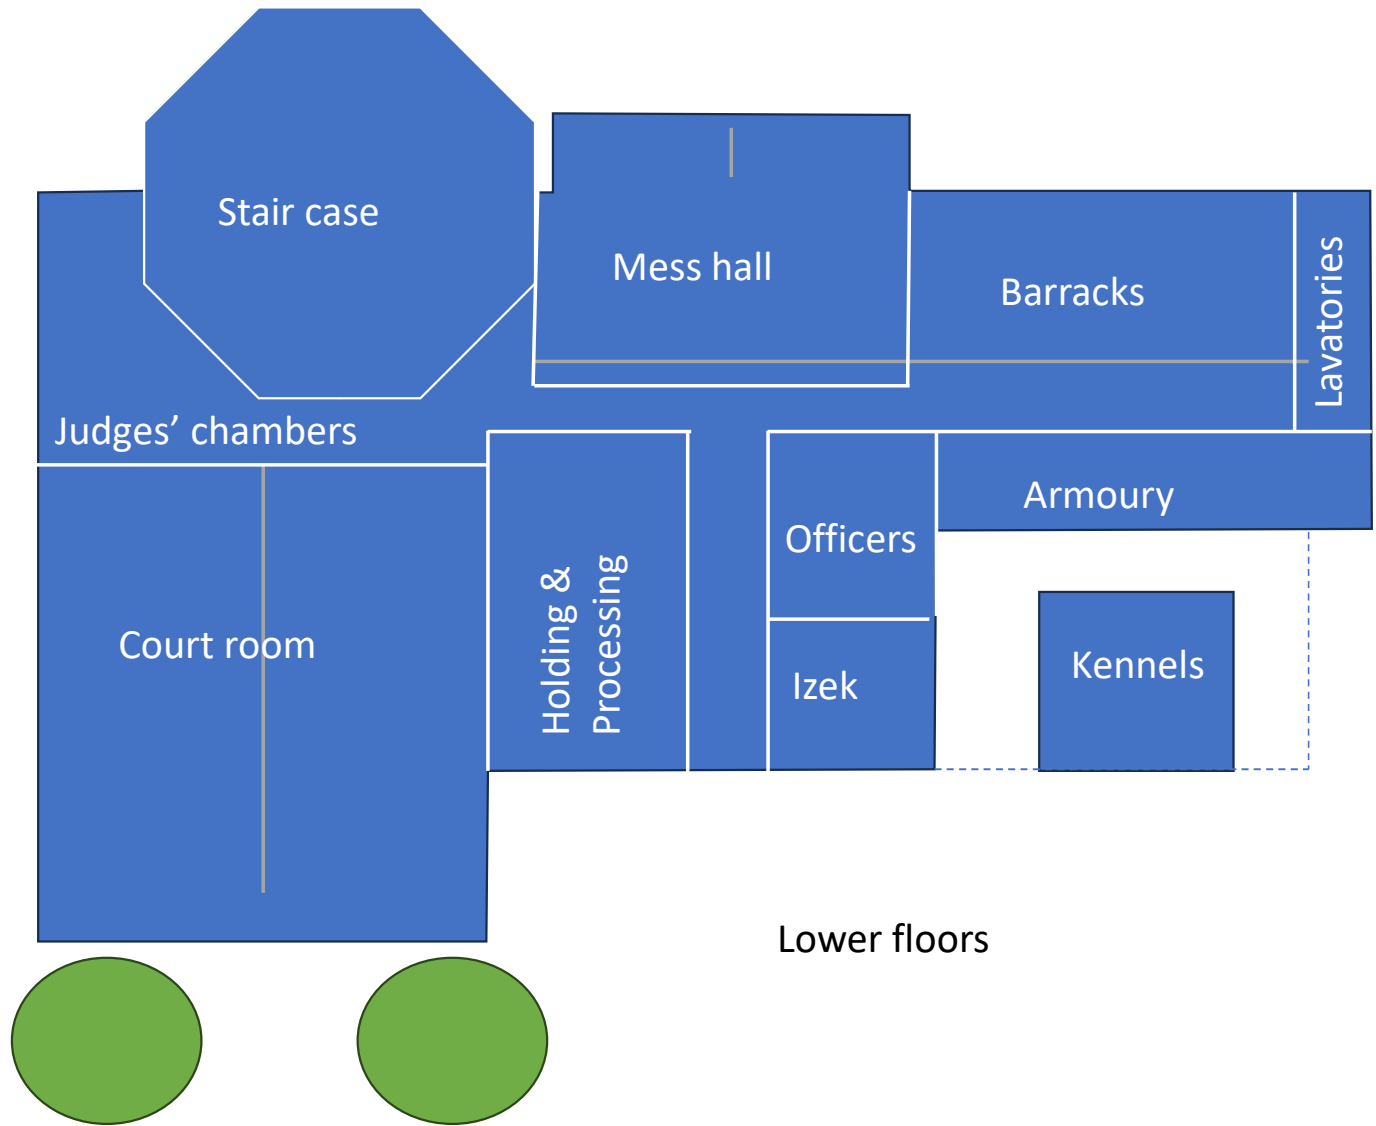 Stair case
Mess hall
Barracks
Lavatories
Judges’ chambers
Armoury
Officers
Holding &
Processing
Court room
Izek
Kennels
Lower floors